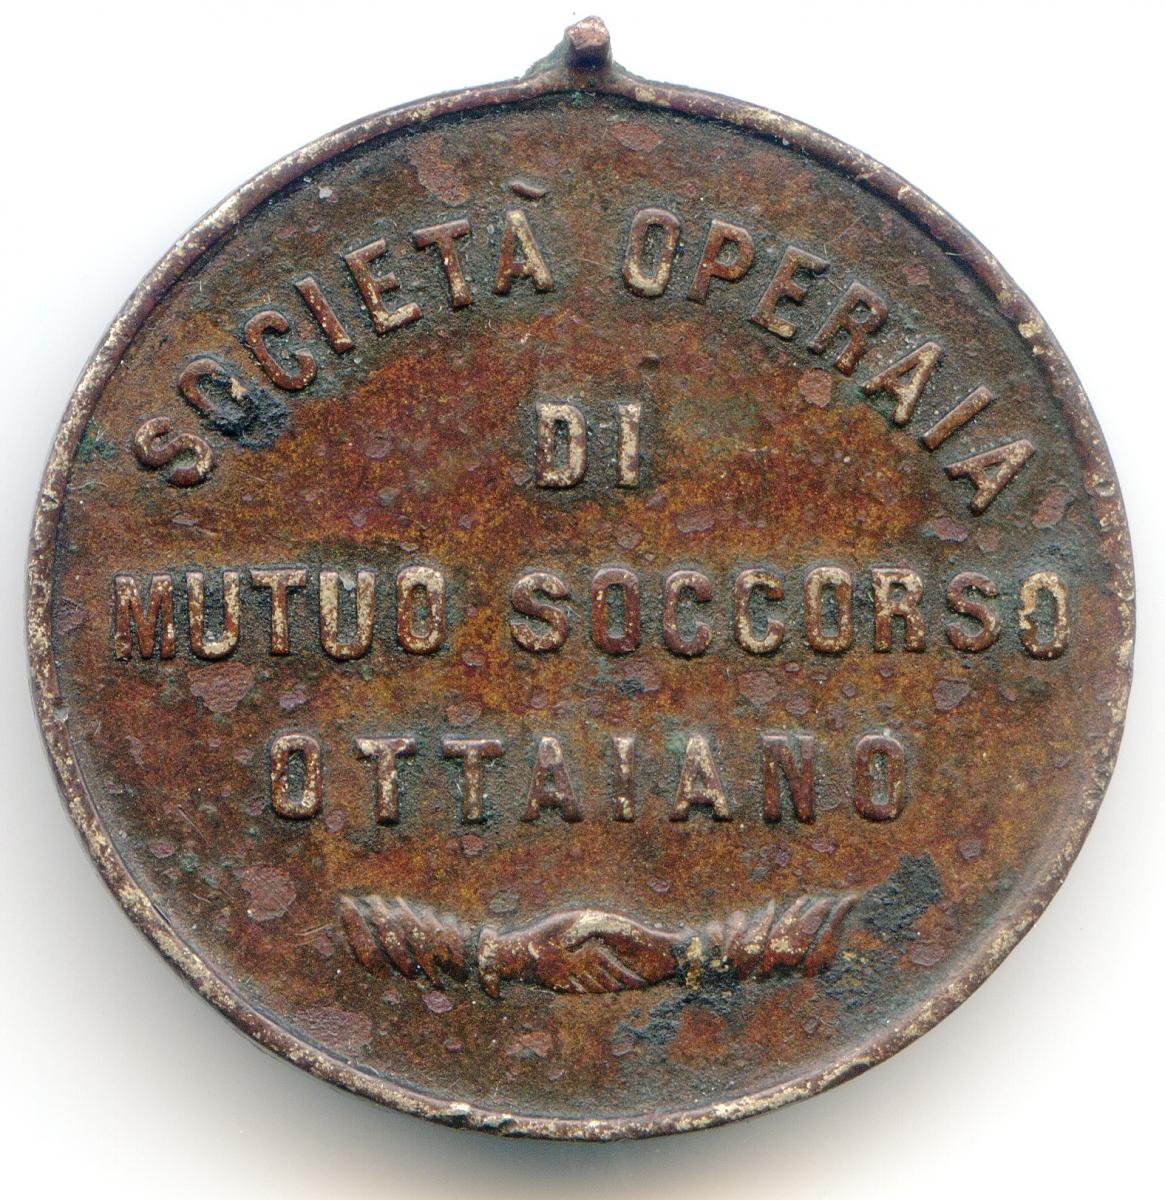 SOCIETÀ OPERAIA
DI
MUTUO SOCCORSO
OTTAIANO